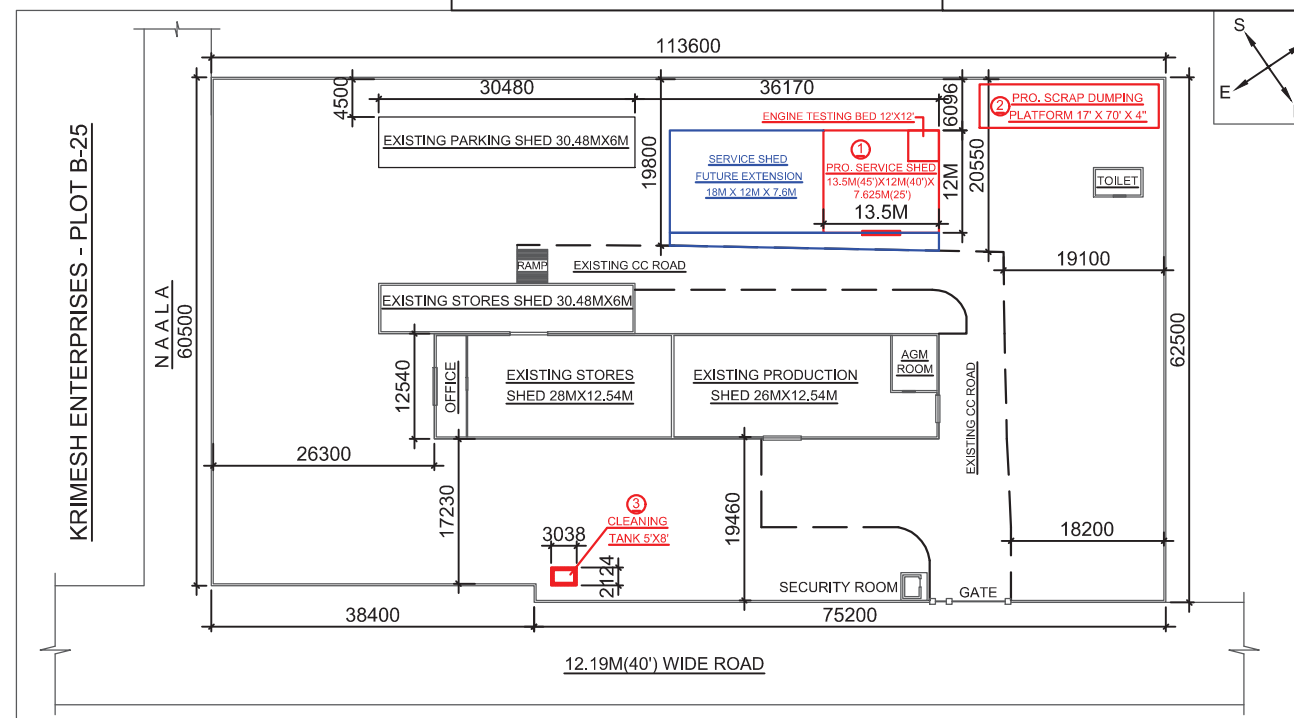 S
E
113600
30480
36170
4500
6096
ENGINE TESTING BED 12'X12'
2
PRO. SCRAP DUMPING
PLATFORM 17' X 70' X 4"
EXISTING PARKING SHED 30.48MX6M
19800
SERVICE SHED
FUTURE EXTENSION
18M X 12M X 7.6M
1
PRO. SERVICE SHED
13.5M(45')X12M(40')X
7.625M(25')
13.5M
12M
20550
TOILET
KRIMESH ENTERPRISES - PLOT B-25
NAALA
60500
RAMP
EXISTING CC ROAD
19100
EXISTING STORES SHED 30.48MX6M
62500
12540
OFFICE
EXISTING STORES
SHED 28MX12.54M
EXISTING PRODUCTION
SHED 26MX12.54M
AGM
ROOM
EXISTING CC ROAD
26300
17230
3
CLEANING
TANK 5'X8'
3038
2124
19460
18200
SECURITY ROOM
GATE
38400
75200
12.19M(40') WIDE ROAD